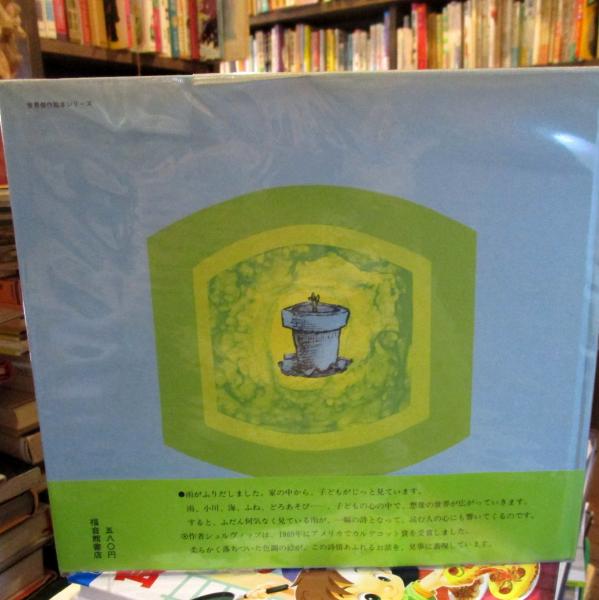 世界傑作絵本シリーズ
●雨がふりだしました。家の中から、子どもがじっと見ています。
雨、小川、海、ふね、どろあそび……、子どもの心の中で、想像の世界が広がっていきます。
すると、ふだん何気なく見ている雨が、一編の詩となって、読む人の心にも響いてくるのです。
●作者シュルヴィッツは、1969年にアメリカでカルデコット賞を受賞しました。
柔らかく落ちついた色調の絵が、この詩情あふれるお話を、見事に表現しています。
五八〇円
福音館書店